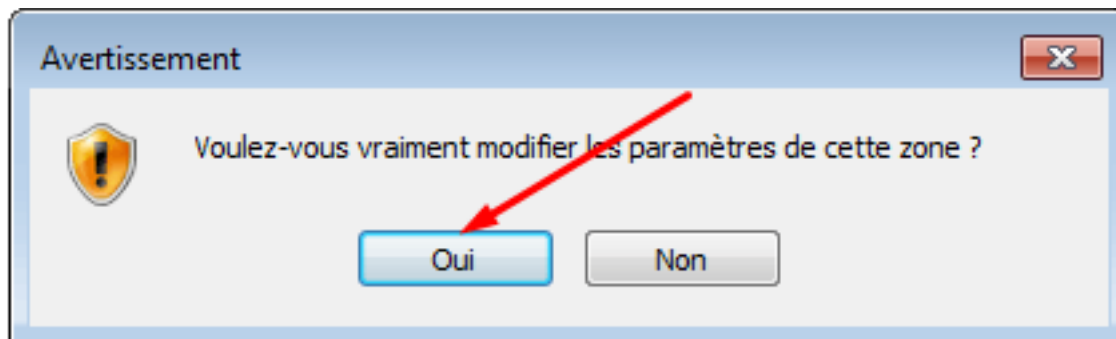 Avertissement
Voulez-vous vraiment modifier les paramètres de cette zone ?
Oui
Non